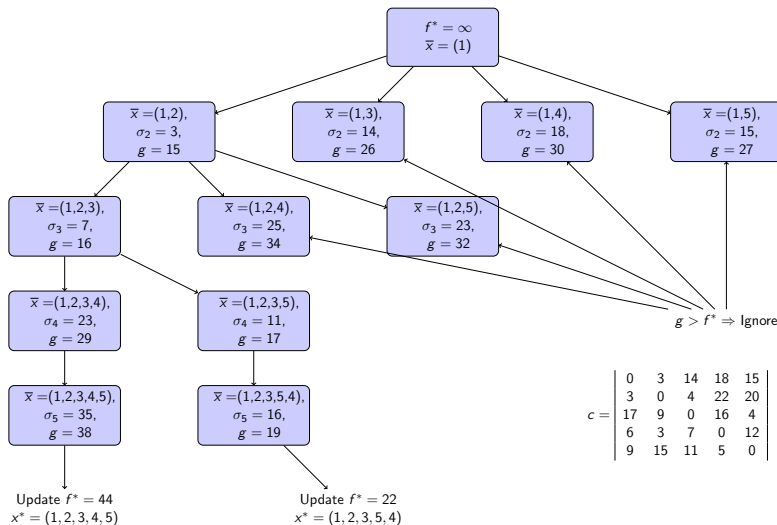 f* = ∞
x̄ = (1)
x̄ =(1,2),
σ₂ = 3,
g = 15
x̄ =(1,3),
σ₂ = 14,
g = 26
x̄ =(1,4),
σ₂ = 18,
g = 30
x̄ =(1,5),
σ₂ = 15,
g = 27
x̄ =(1,2,3),
σ₃ = 7,
g = 16
x̄ =(1,2,4),
σ₃ = 25,
g = 34
x̄ =(1,2,5),
σ₃ = 23,
g = 32
x̄ =(1,2,3,4),
σ₄ = 23,
g = 29
x̄ =(1,2,3,5),
σ₄ = 11,
g = 17
g > f* ⇒ Ignore
x̄ =(1,2,3,4,5),
σ₅ = 35,
g = 38
x̄ =(1,2,3,5,4),
σ₅ = 16,
g = 19
0 3 14 18 15
3 0 4 22 20
c = 17 9 0 16 4
6 3 7 0 12
9 15 11 5 0
Update f* = 44
x* = (1, 2, 3, 4, 5)
Update f* = 22
x* = (1, 2, 3, 5, 4)